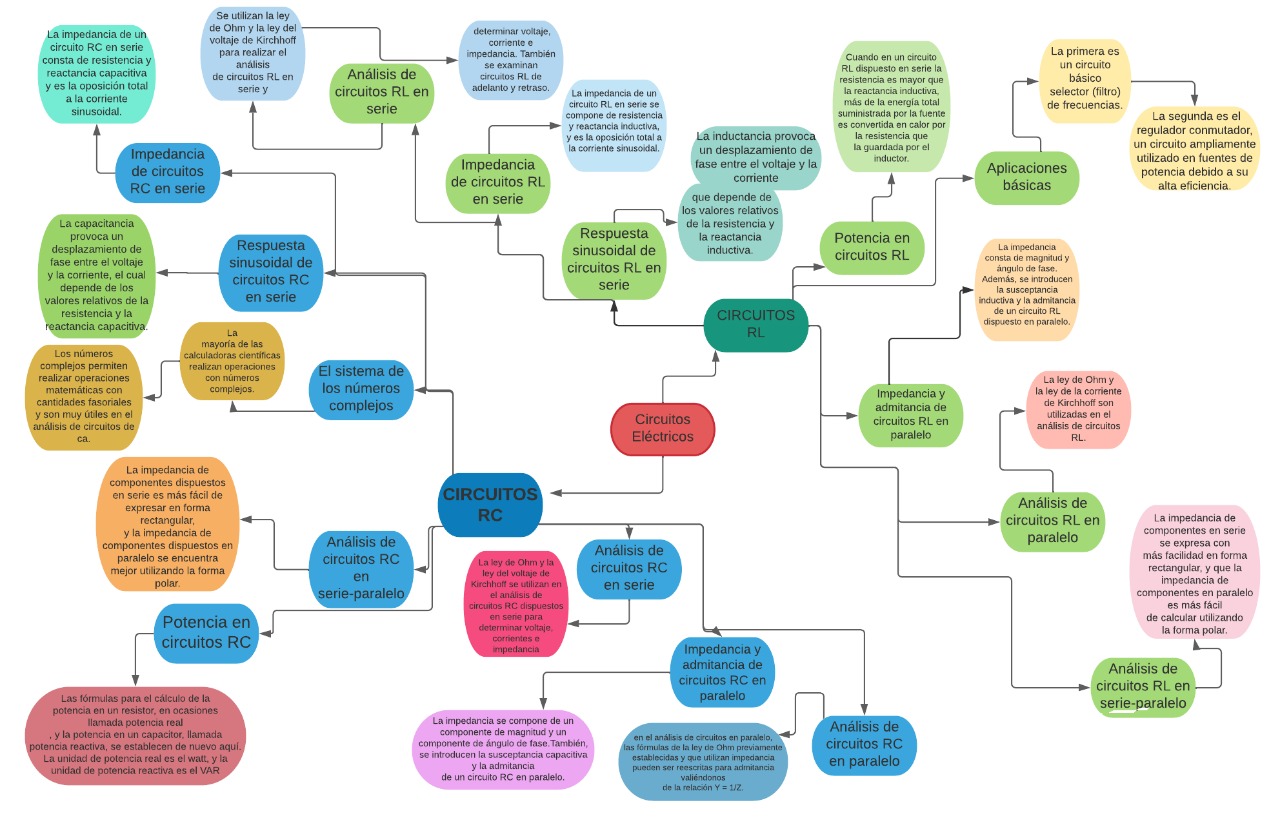 La impedancia de un
circuito RC en serie
consta de resistencia y
reactancia capacitiva
y es la oposición total
a la corriente
sinusoidal.
Se utilizan la ley
de Ohm y la ley del
voltaje de Kirchhoff
para realizar el
análisis
de circuitos RL en
serie y
determinar voltaje,
corriente e
impedancia. También
se examinan
circuitos RL de
adelanto y retraso.
Análisis de
circuitos RL en
serie
La impedancia de un
circuito RL en serie se
compone de resistencia
y reactancia inductiva,
y es la oposición total a
la corriente sinusoidal.
Impedancia
de circuitos RL
en serie
Impedancia
de circuitos RC
en serie
La inductancia provoca
un desplazamiento de
fase entre el voltaje y la
corriente
que depende de
los valores relativos
de la resistencia y
la reactancia
inductiva.
Cuando en un circuito
RL dispuesto en serie la
resistencia es mayor que
la reactancia inductiva,
más de la energía total
suministrada por la fuente
es convertida en calor por
la resistencia que
la guardada por el
inductor.
La primera es
un circuito
básico
selector (filtro)
de frecuencias.
La segunda es el
regulador conmutador,
un circuito ampliamente
utilizado en fuentes de
potencia debido a su
alta eficiencia.
Aplicaciones
básicas
Potencia en
circuitos RL
Respuesta
sinusoidal de
circuitos RL en
serie
La capacitancia
provoca un
desplazamiento de
fase entre el voltaje
y la corriente, el cual
depende de los
valores relativos de la
resistencia y la
reactancia capacitiva.
Respuesta
sinusoidal de
circuitos RC
en serie
La impedancia
consta de magnitud y
ángulo de fase.
Además, se introducen
la susceptancia
inductiva y la admitancia
de un circuito RL
dispuesto en paralelo.
CIRCUITOS
RL
La
mayoría de las
calculadoras científicas
realizan operaciones
con números
complejos.
Los números
complejos permiten
realizar operaciones
matemáticas con
cantidades fasoriales
y son muy útiles en el
análisis de circuitos de
ca.
El sistema de
los números
complejos
Circuitos
Eléctricos
Impedancia y
admitancia de
circuitos RL en
paralelo
La ley de Ohm y
la ley de la corriente
de Kirchhoff son
utilizadas en el
análisis de circuitos
RL.
La impedancia de
componentes dispuestos
en serie es más fácil de
expresar en forma
rectangular,
y la impedancia de
componentes dispuestos en
paralelo se encuentra
mejor utilizando la forma
polar.
CIRCUITOS
RC
Análisis de
circuitos RL en
paralelo
La impedancia de
componentes en serie
se expresa con
más facilidad en forma
rectangular, y que la
impedancia de
componentes en paralelo
es más fácil
de calcular utilizando
la forma polar.
Análisis de
circuitos RC
en
serie-paralelo
La ley de Ohm y la
ley del voltaje de
Kirchhoff se utilizan en
el análisis de
circuitos RC dispuestos
en serie para
determinar voltaje,
corrientes e
impedancia
Análisis de
circuitos RC
en serie
Potencia en
circuitos RC
Impedancia y
admitancia de
circuitos RC en
paralelo
Análisis de
circuitos RL en
serie-paralelo
Las fórmulas para el cálculo de la
potencia en un resistor, en ocasiones
llamada potencia real
, y la potencia en un capacitor, llamada
potencia reactiva, se establecen de nuevo aquí.
La unidad de potencia real es el watt, y la
unidad de potencia reactiva es el VAR
La impedancia se compone de un
componente de magnitud y un
componente de ángulo de fase.También,
se introducen la susceptancia capacitiva
y la admitancia
de un circuito RC en paralelo.
en el análisis de circuitos en paralelo,
las fórmulas de la ley de Ohm previamente
establecidas y que utilizan impedancia
pueden ser reescritas para admitancia
valiéndonos
de la relación Y = 1/Z.
Análisis de
circuitos RC
en paralelo